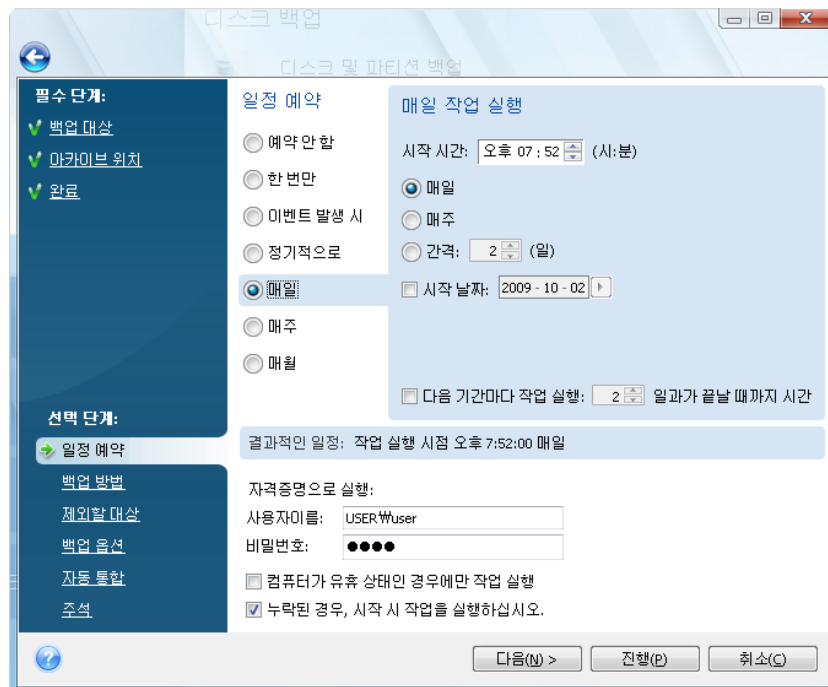 디스크 백업
디스크 및 파티션 백업
필수 단계:
백업 대상
아카이브 위치
완료
선택 단계:
일정 예약
백업 방법
제외할 대상
백업 옵션
자동 통합
주석
일정 예약
예약 안 함
한 번만
이벤트 발생 시
정기적으로
매일
매주
매월
매일 작업 실행
시작 시간: 오후 07 : 52 (시:분)
매일
매주
간격: 2 (일)
시작 날짜: 2009 - 10 - 02
다음 기간마다 작업 실행: 2 일과가 끝날 때까지 시간
결과적인 일정: 작업 실행 시점 오후 7:52:00 매일
자격증명으로 실행:
사용자이름: USER₩user
비밀번호: ●●●●
컴퓨터가 유휴 상태인 경우에만 작업 실행
누락된 경우, 시작 시 작업을 실행하십시오.
다음(N) > 진행(P) 취소(C)